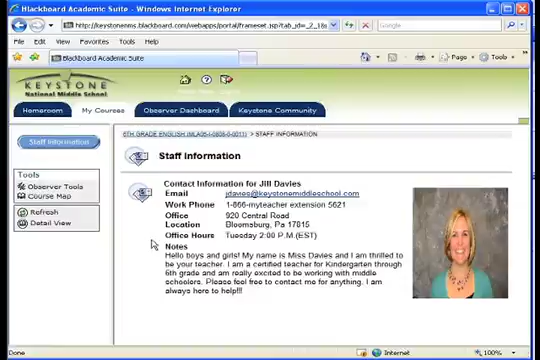 Blackboard Academic Suite - Windows Internet Explorer
http://keystonenms.blackboard.com/webapps/portal/frameset.jsp?tab_id=_2_1&
Google
File Edit View Favorites Tools Help
Blackboard Academic Suite
Page Tools
KEYSTONE
National Middle School
Homeroom My Courses Observer Dashboard Keystone Community
6TH GRADE ENGLISH (MLA05-I-0808-0-0011) > STAFF INFORMATION
Staff Information
Staff Information
Tools
Observer Tools
Course Map
Refresh
Detail View
Contact Information for Jill Davies
Email jdavies@keystonemiddleschool.com
Work Phone 1-866-myteacher extension 5621
Office 920 Central Road
Location Bloomsburg, Pa 17815
Office Hours Tuesday 2:00 P.M.(EST)
Notes
Hello boys and girls! My name is Miss Davies and I am thrilled to
be your teacher. I am a certified teacher for Kindergarten through
6th grade and am really excited to be working with middle
schoolers. Please feel free to contact me for anything. I am
always here to help!!!
Done
Internet
100%